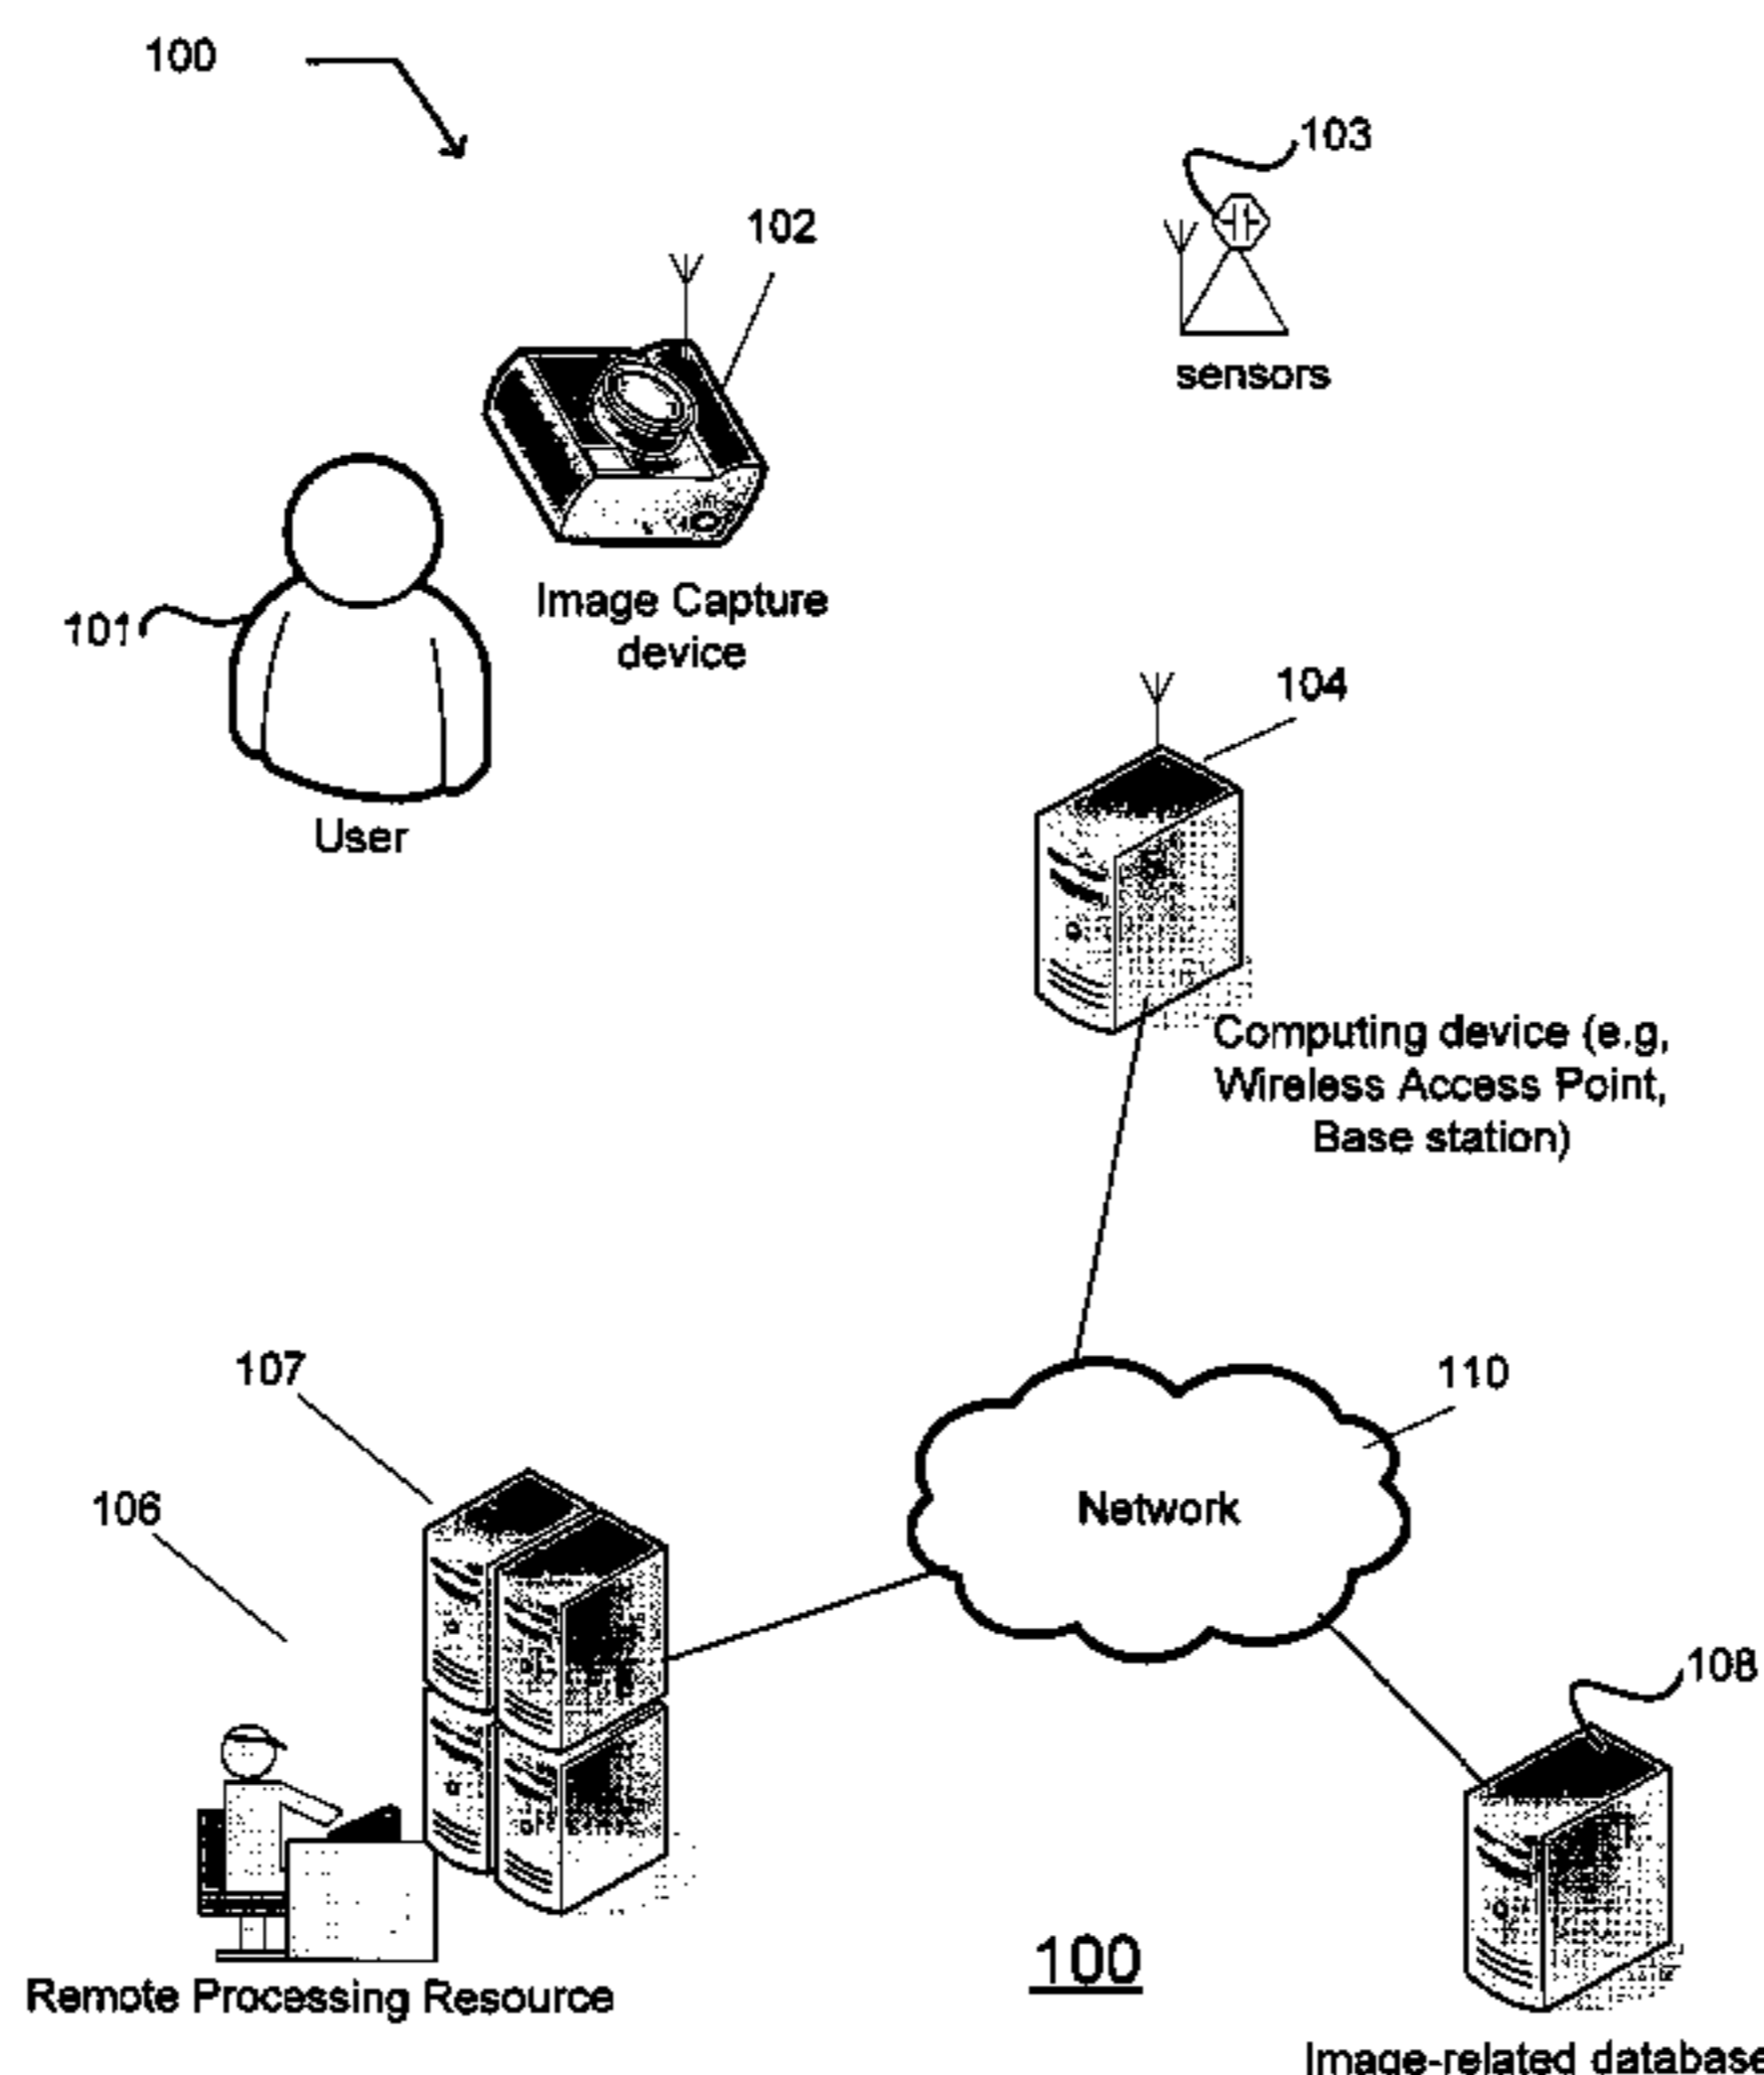 100
103
102
sensors
Image Capture
device
101
104
User
Computing device (e.g,
Wireless Access Point,
Base station)
107
110
106
Network
108
100
Remote Processing Resource
Image-related database